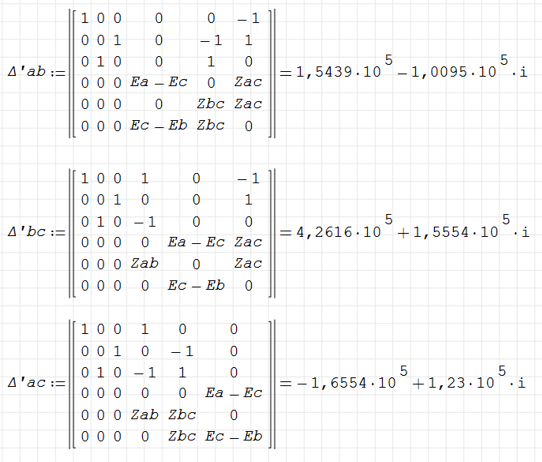 1 0 0 0 0 −1
0 0 1 0 −1 1
0 1 0 0 1 0
Δ'ab := = 1,5439·10^5 − 1,0095·10^5·i
0 0 0 Ea − Ec 0 Zac
0 0 0 0 Zbc Zac
0 0 0 Ec − Eb Zbc 0
1 0 0 1 0 −1
0 0 1 0 0 1
0 1 0 −1 0 0
Δ'bc := = 4,2616·10^5 + 1,5554·10^5·i
0 0 0 0 Ea − Ec Zac
0 0 0 Zab 0 Zac
0 0 0 0 Ec − Eb 0
1 0 0 1 0 0
0 0 1 0 −1 0
0 1 0 −1 1 0
Δ'ac := = −1,6554·10^5 + 1,23·10^5·i
0 0 0 0 0 Ea − Ec
0 0 0 Zab Zbc 0
0 0 0 0 Zbc Ec − Eb